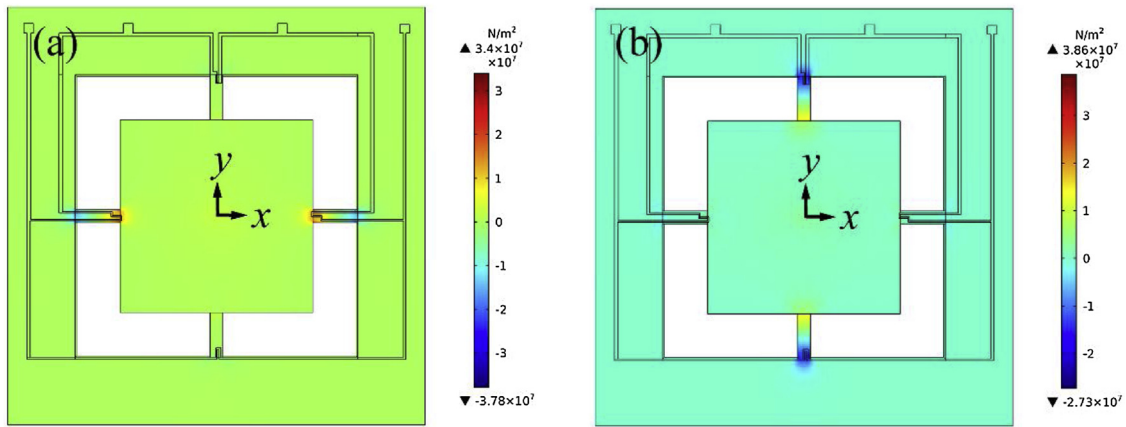 (a)
N/m²
▲ 3.4×10⁷
×10⁷
3
2
1
0
-1
-2
-3
▼ -3.78×10⁷
y
x
(b)
N/m²
▲ 3.86×10⁷
×10⁷
3
2
1
0
-1
-2
▼ -2.73×10⁷
y
x